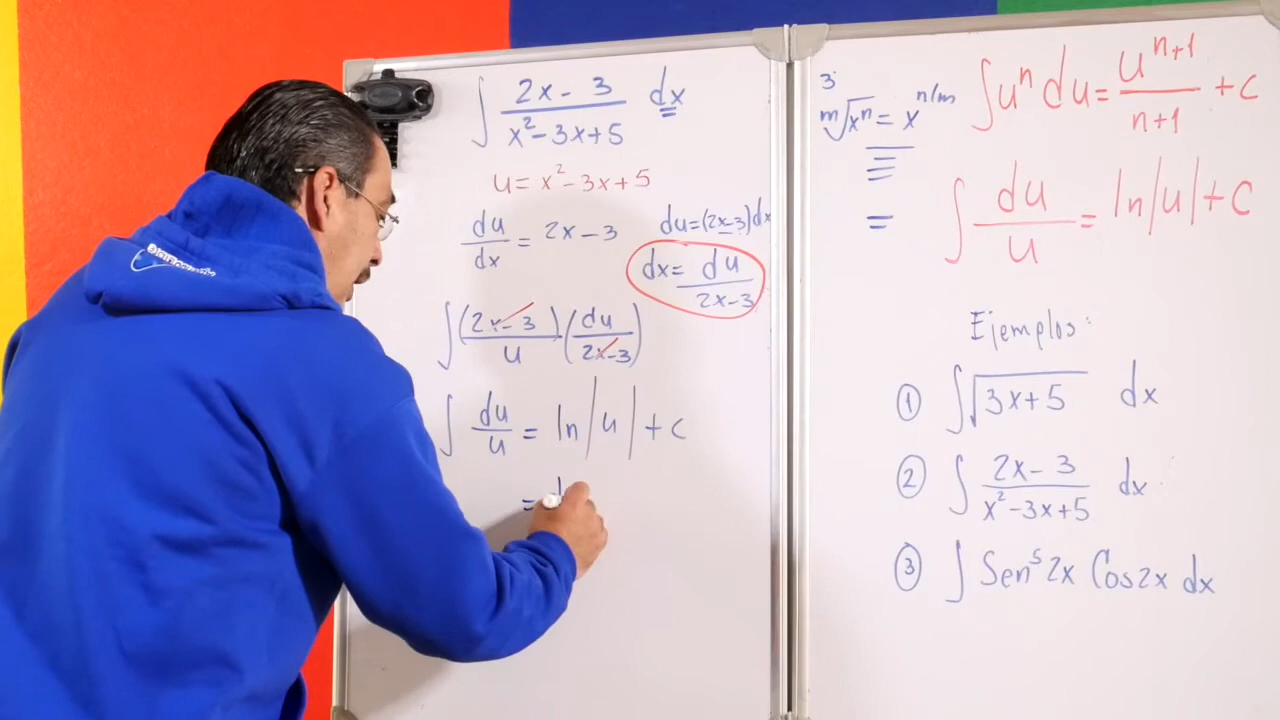 ∫ (2x - 3)/(x² - 3x + 5) dx
u = x² - 3x + 5
du/dx = 2x - 3
du = (2x - 3) dx
dx = du/(2x - 3)
∫ ((2x - 3)/u) (du/(2x - 3))
∫ du/u = ln|u| + c
= l
3
ᵐ√xⁿ = x^(n/m)
=
∫ uⁿ du = uⁿ⁺¹/(n+1) + c
∫ du/u = ln|u| + c
Ejemplos:
① ∫ √(3x + 5) dx
② ∫ (2x - 3)/(x² - 3x + 5) dx
③ ∫ Sen⁵2x Cos2x dx